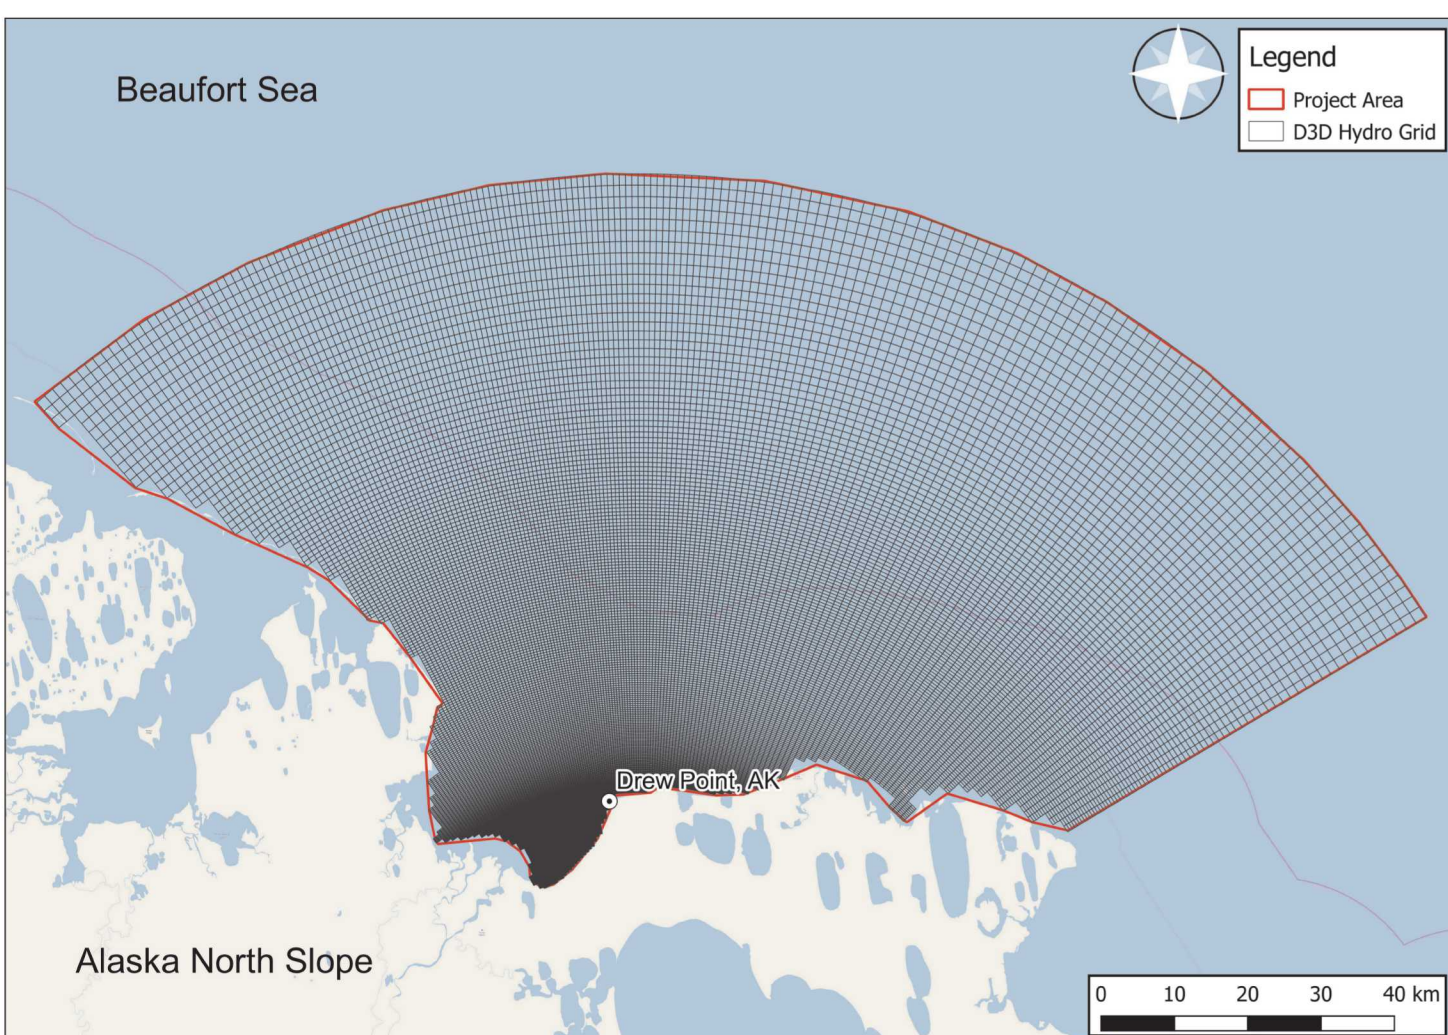 Beaufort Sea
Legend
Project Area
D3D Hydro Grid
Drew Point, AK
Alaska North Slope
0 10 20 30 40 km